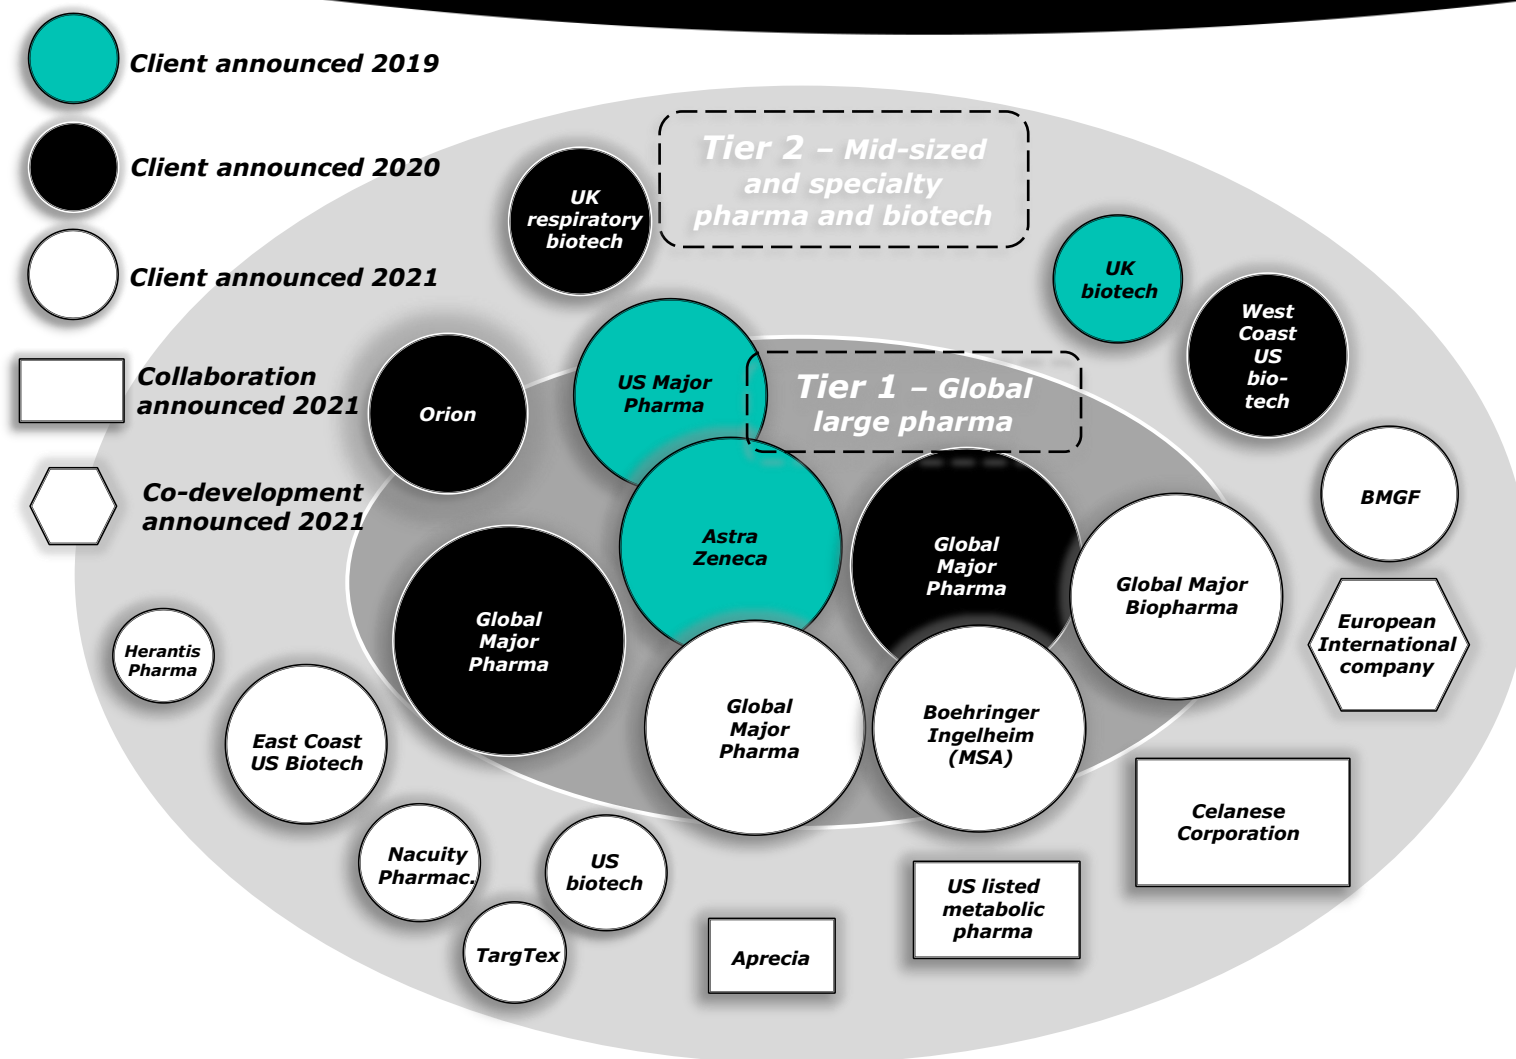 Client announced 2019
Client announced 2020
Client announced 2021
Collaboration
announced 2021
Co-development
announced 2021
Tier 2 – Mid-sized
and specialty
pharma and biotech
UK
respiratory
biotech
UK
biotech
West
Coast
US
bio-
tech
Orion
US Major
Pharma
Tier 1 – Global
large pharma
BMGF
Astra
Zeneca
Global
Major
Pharma
Global Major
Biopharma
European
International
company
Herantis
Pharma
Global
Major
Pharma
East Coast
US Biotech
Global
Major
Pharma
Boehringer
Ingelheim
(MSA)
Celanese
Corporation
Nacuity
Pharmac.
US
biotech
US listed
metabolic
pharma
TargTex
Aprecia